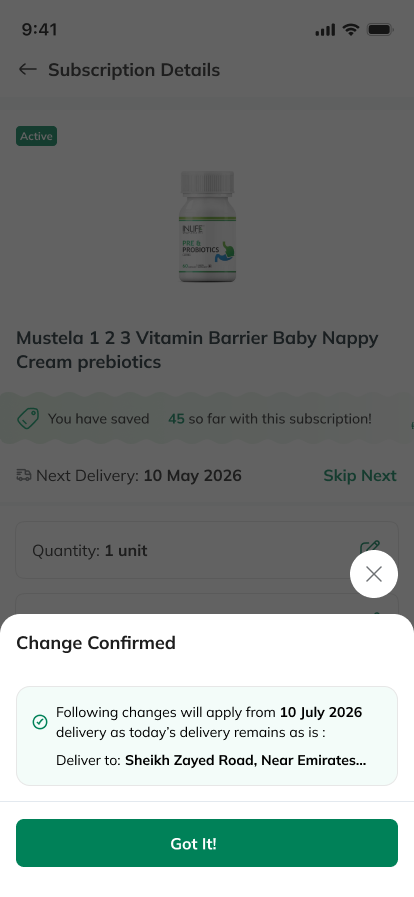 9:41
Subscription Details
Active
INLIFE
PRE &
PROBIOTICS
Mustela 1 2 3 Vitamin Barrier Baby Nappy
Cream prebiotics
You have saved 45 so far with this subscription!
Next Delivery: 10 May 2026
Skip Next
Quantity: 1 unit
Change Confirmed
Following changes will apply from 10 July 2026
delivery as today's delivery remains as is :
Deliver to: Sheikh Zayed Road, Near Emirates...
Got It!